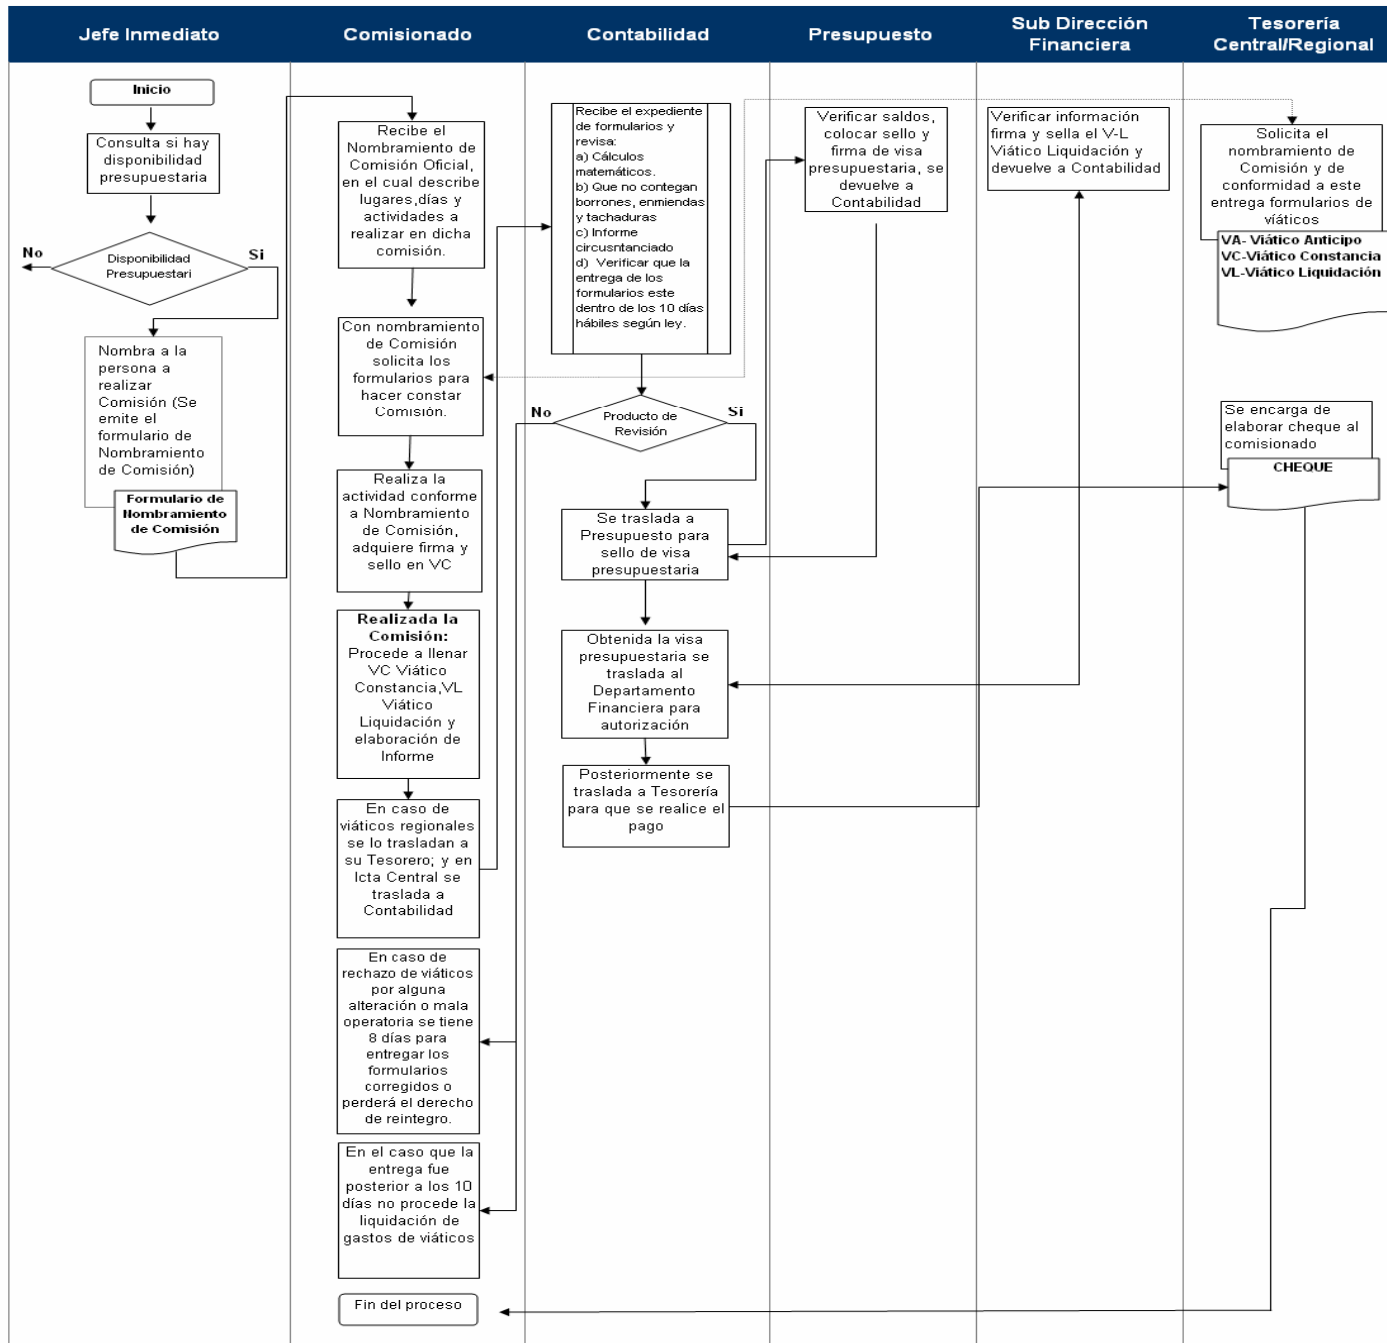 Jefe Inmediato
Comisionado
Contabilidad
Presupuesto
Sub Dirección
Financiera
Tesorería
Central/Regional
Inicio
Consulta si hay
disponibilidad
presupuestaria
No
Disponibilidad
Presupuestari
Si
Nombra a la
persona a
realizar
Comisión (Se
emite el
formulario de
Nombramiento
de Comisión)
Formulario de
Nombramiento
de Comisión
Recibe el
Nombramiento de
Comisión Oficial,
en el cual describe
lugares,días y
actividades a
realizar en dicha
comisión.
Con nombramiento
de Comisión
solicita los
formularios para
hacer constar
Comisión.
Realiza la
actividad conforme
a Nombramiento
de Comisión,
adquiere firma y
sello en VC
Realizada la
Comisión:
Procede a llenar
VC Viático
Constancia,VL
Viático
Liquidación y
elaboración de
Informe
En caso de
viáticos regionales
se lo trasladan a
su Tesorero; y en
Icta Central se
traslada a
Contabilidad
En caso de
rechazo de viáticos
por alguna
alteración o mala
operatoria se tiene
8 días para
entregar los
formularios
corregidos o
perderá el derecho
de reintegro.
En el caso que la
entrega fue
posterior a los 10
días no procede la
liquidación de
gastos de viáticos
Fin del proceso
Recibe el expediente
de formularios y
revisa:
a) Cálculos
matemáticos.
b) Que no contegan
borrones, enmiendas
y tachaduras
c) Informe
circusntanciado
d) Verificar que la
entrega de los
formularios este
dentro de los 10 días
hábiles según ley.
No
Producto de
Revisión
Si
Se traslada a
Presupuesto para
sello de visa
presupuestaria
Obtenida la visa
presupuestaria se
traslada al
Departamento
Financiera para
autorización
Posteriormente se
traslada a Tesorería
para que se realice el
pago
Verificar saldos,
colocar sello y
firma de visa
presupuestaria, se
devuelve a
Contabilidad
Verificar información
firma y sella el V-L
Viático Liquidación y
devuelve a Contabilidad
Solicita el
nombramiento de
Comisión y de
conformidad a este
entrega formularios de
víáticos
VA- Viático Anticipo
VC-Viático Constancia
VL-Viático Liquidación
Se encarga de
elaborar cheque al
comisionado
CHEQUE